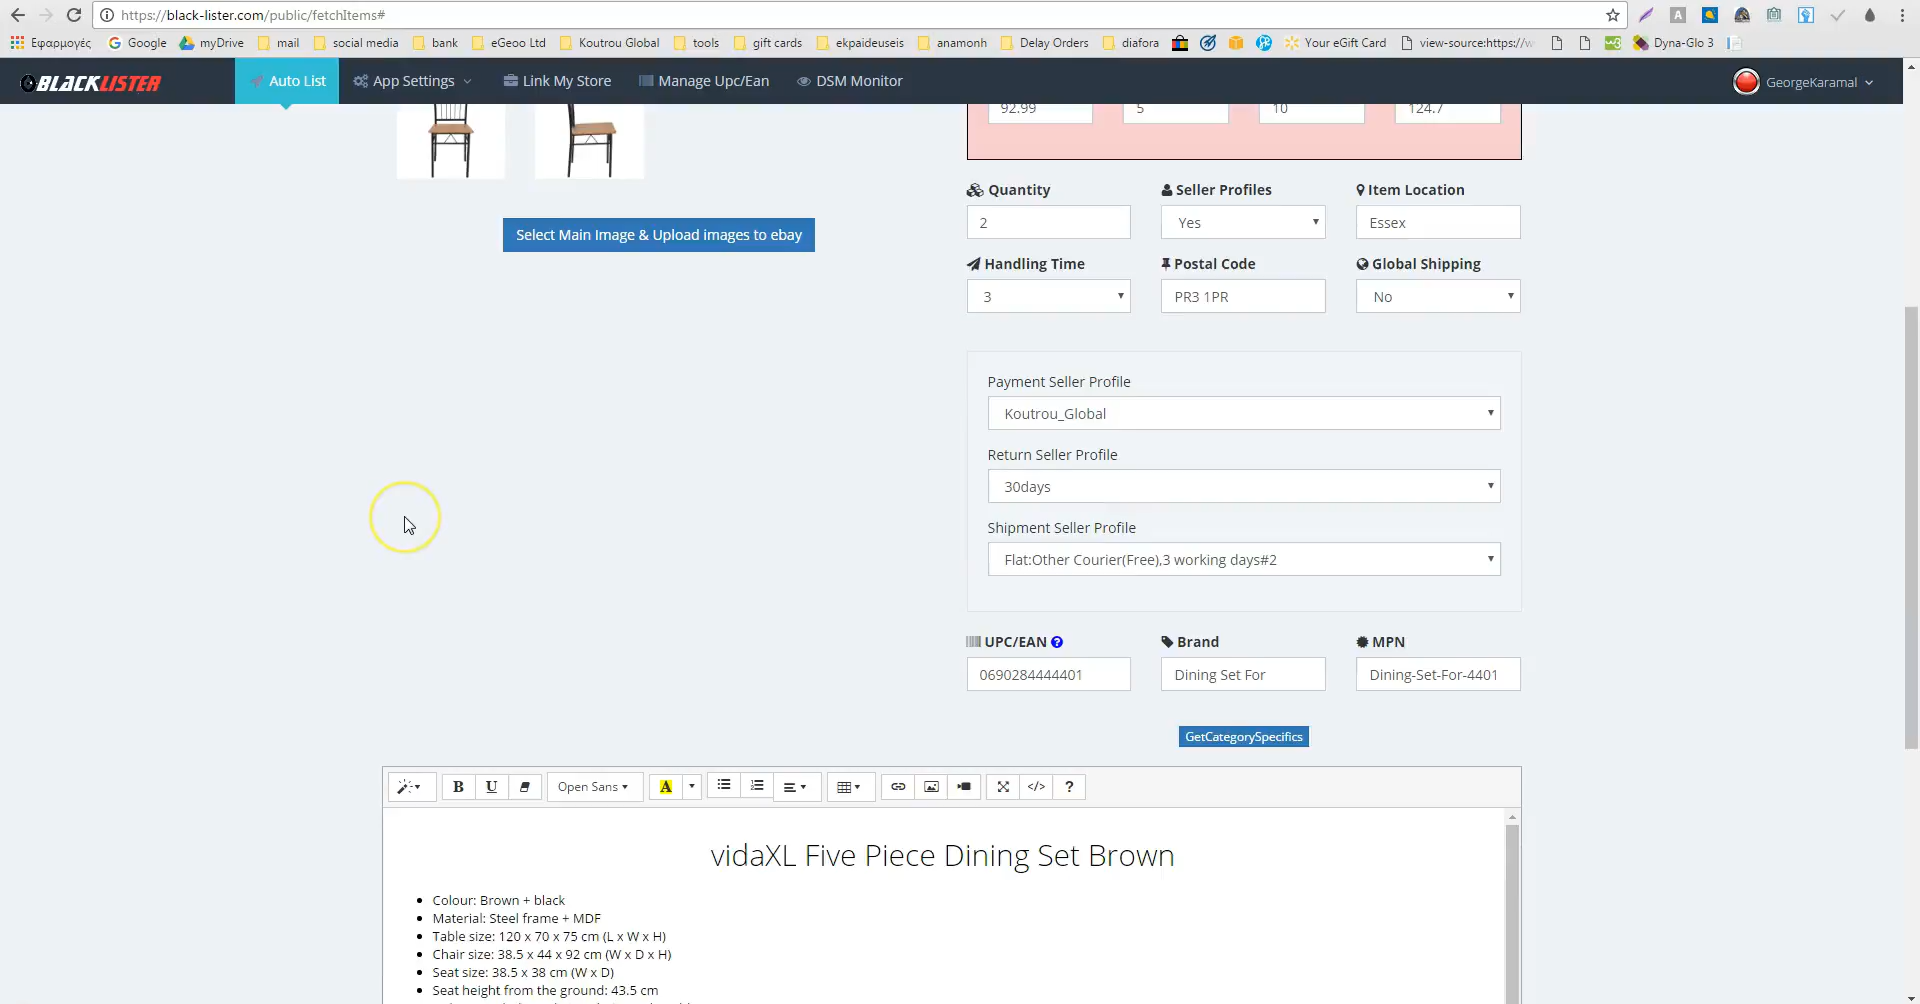 https://black-lister.com/public/fetchItems#
Εφαρμογές Google myDrive mail social media bank eGeoo Ltd Koutrou Global tools gift cards ekpaideuseis anamonh Delay Orders diafora Your eGift Card view-source:https://w Dyna-Glo 3
BLACKLISTER Auto List App Settings Link My Store Manage Upc/Ean DSM Monitor GeorgeKaramal
92.99 5 10 124.7
Quantity Seller Profiles Item Location
2 Yes Essex
Select Main Image & Upload images to ebay
Handling Time Postal Code Global Shipping
3 PR3 1PR No
Payment Seller Profile
Koutrou_Global
Return Seller Profile
30days
Shipment Seller Profile
Flat:Other Courier(Free),3 working days#2
UPC/EAN ? Brand MPN
0690284444401 Dining Set For Dining-Set-For-4401
GetCategorySpecifics
B U Open Sans A </> ?
vidaXL Five Piece Dining Set Brown
Colour: Brown + black
Material: Steel frame + MDF
Table size: 120 x 70 x 75 cm (L x W x H)
Chair size: 38.5 x 44 x 92 cm (W x D x H)
Seat size: 38.5 x 38 cm (W x D)
Seat height from the ground: 43.5 cm